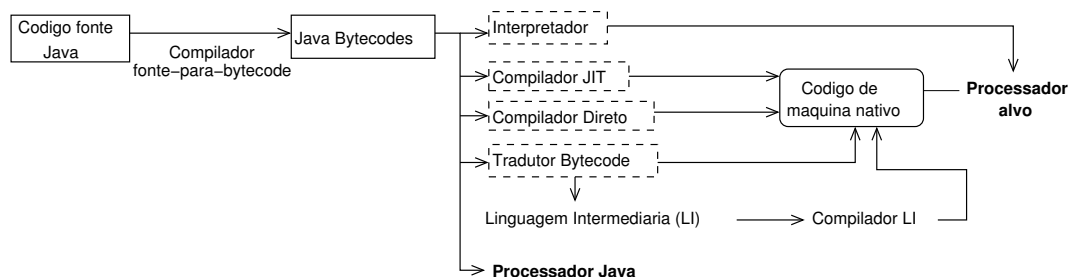 Codigo fonte
Java
Compilador
fonte−para−bytecode
Java Bytecodes
Interpretador
Compilador JIT
Compilador Direto
Tradutor Bytecode
Linguagem Intermediaria (LI)
Compilador LI
Codigo de
maquina nativo
Processador
alvo
Processador Java